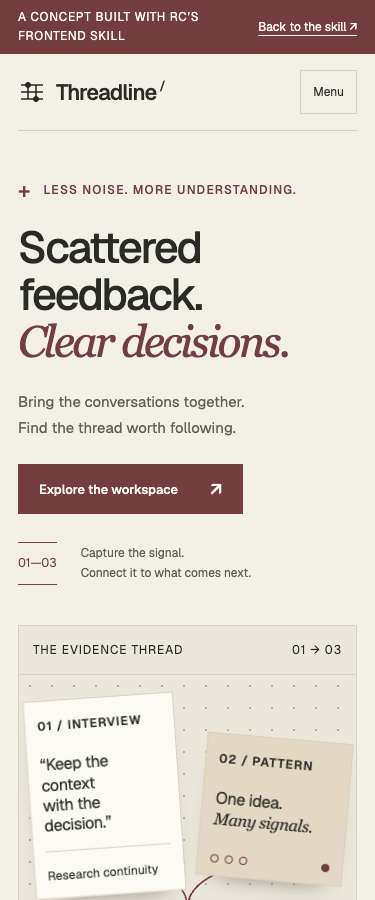 A CONCEPT BUILT WITH RC'S
FRONTEND SKILL
Back to the skill ↗
Threadline /
Menu
+ LESS NOISE. MORE UNDERSTANDING.
Scattered
feedback.
Clear decisions.
Bring the conversations together.
Find the thread worth following.
Explore the workspace ↗
01—03
Capture the signal.
Connect it to what comes next.
THE EVIDENCE THREAD
01 → 03
01 / INTERVIEW
“Keep the
context
with the
decision.”
Research continuity
02 / PATTERN
One idea.
Many signals.